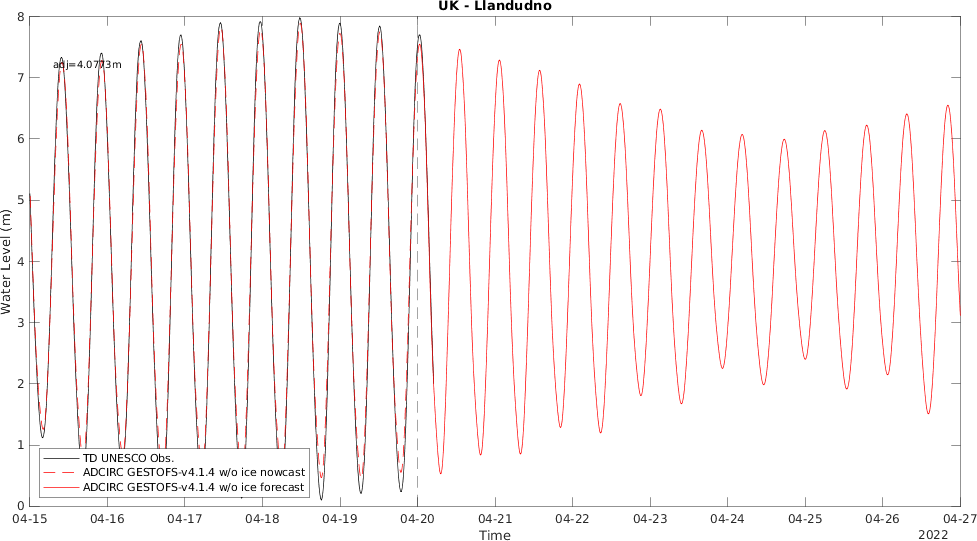 UK - Llandudno
8
7
6
5
4
3
2
1
0
Water Level (m)
adj=4.0773m
TD UNESCO Obs.
ADCIRC GESTOFS-v4.1.4 w/o ice nowcast
ADCIRC GESTOFS-v4.1.4 w/o ice forecast
04-15 04-16 04-17 04-18 04-19 04-20 04-21 04-22 04-23 04-24 04-25 04-26 04-27
Time
2022